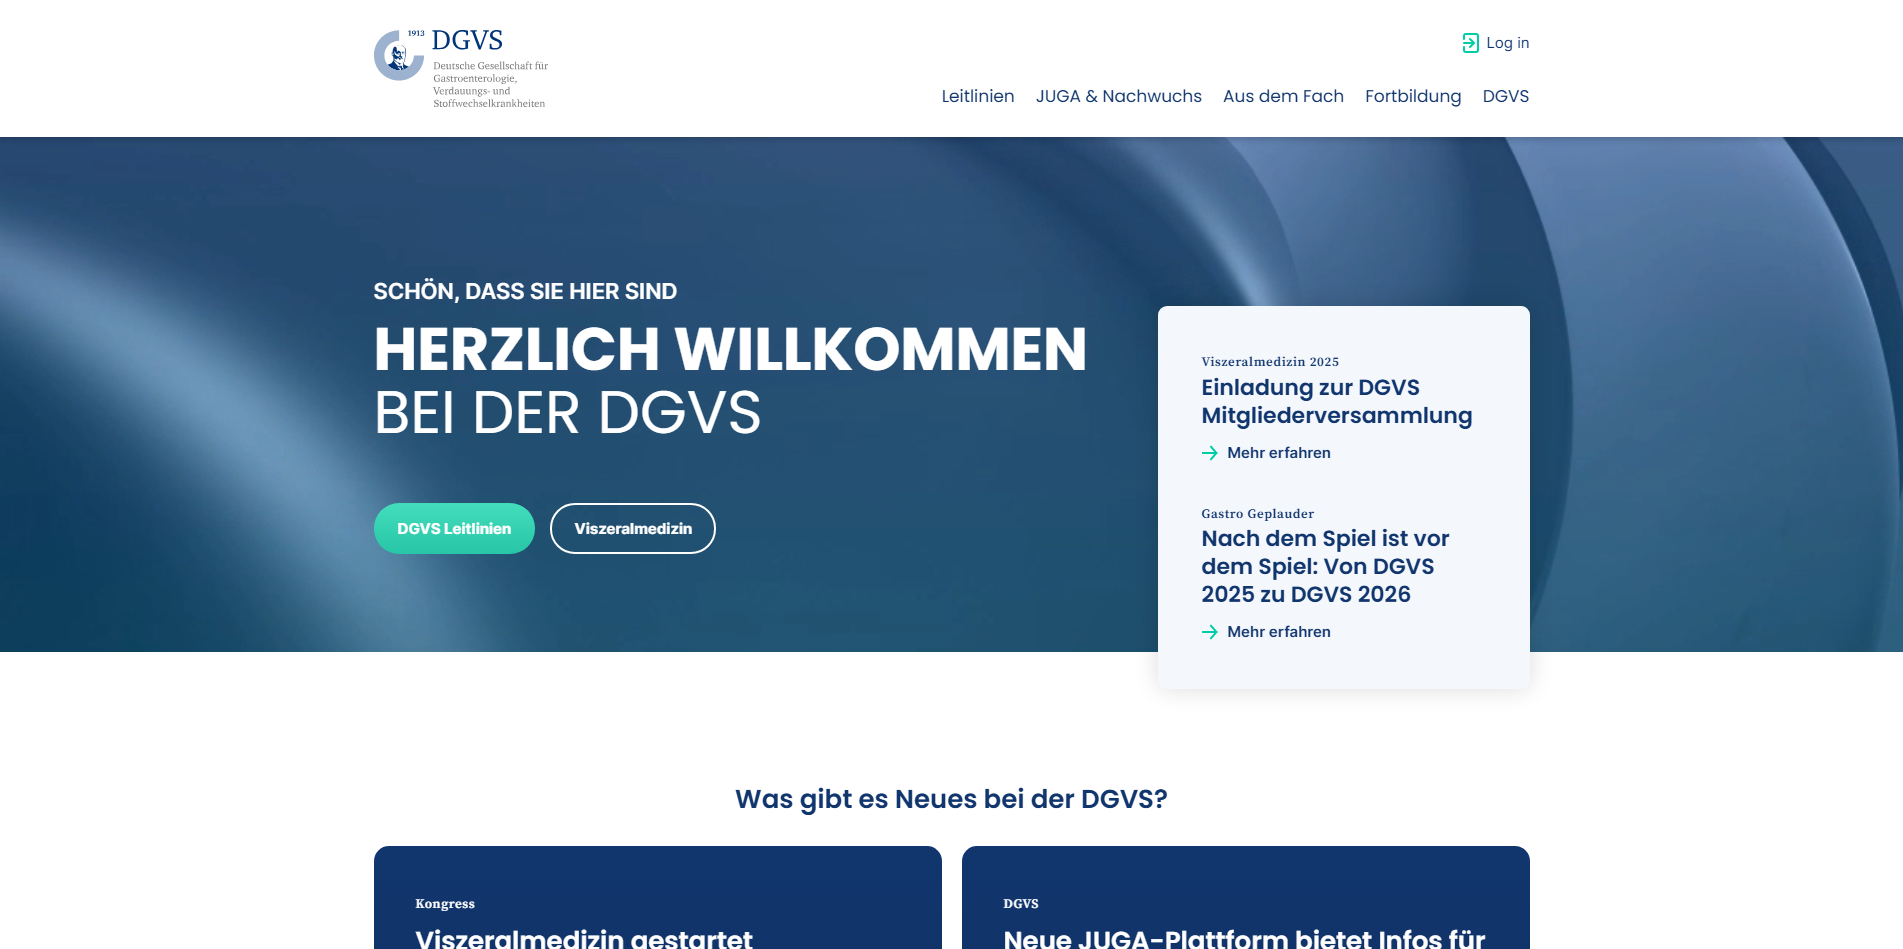 1913
DGVS
Deutsche Gesellschaft für
Gastroenterologie,
Verdauungs- und
Stoffwechselkrankheiten
Log in
Leitlinien
JUGA & Nachwuchs
Aus dem Fach
Fortbildung
DGVS
SCHÖN, DASS SIE HIER SIND
HERZLICH WILLKOMMEN
BEI DER DGVS
DGVS Leitlinien
Viszeralmedizin
Viszeralmedizin 2025
Einladung zur DGVS
Mitgliederversammlung
Mehr erfahren
Gastro Geplauder
Nach dem Spiel ist vor
dem Spiel: Von DGVS
2025 zu DGVS 2026
Mehr erfahren
Was gibt es Neues bei der DGVS?
Kongress
Viszeralmedizin gestartet
DGVS
Neue JUGA-Plattform bietet Infos für